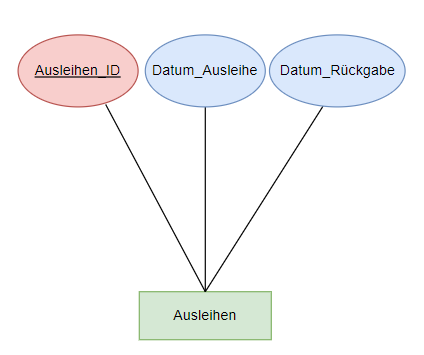 Ausleihen_ID
Datum_Ausleihe
Datum_Rückgabe
Ausleihen